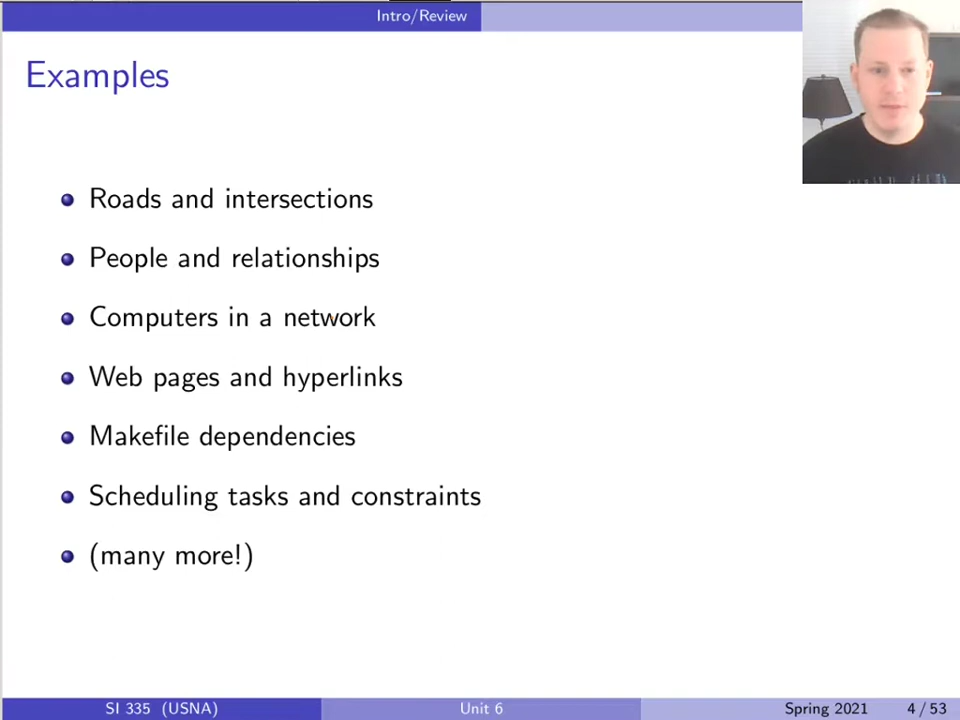 Intro/Review
Examples
Roads and intersections
People and relationships
Computers in a network
Web pages and hyperlinks
Makefile dependencies
Scheduling tasks and constraints
(many more!)
SI 335 (USNA)
Unit 6
Spring 2021
4 / 53